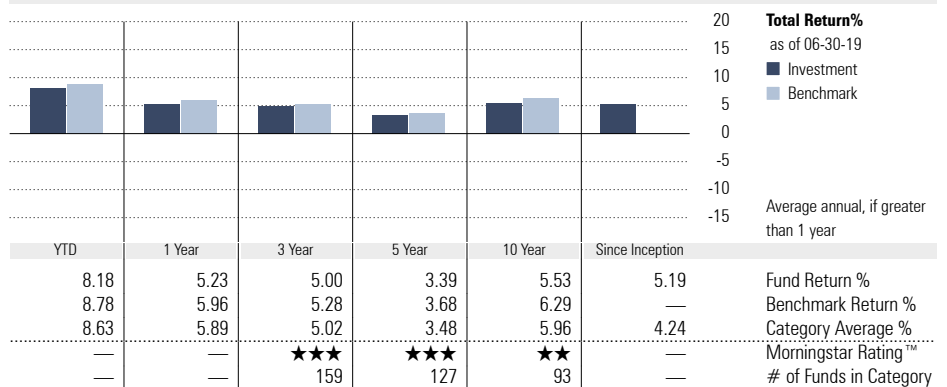 20
15
10
5
0
-5
-10
-15
Total Return%
as of 06-30-19
Investment
Benchmark
Average annual, if greater
than 1 year
YTD 1 Year 3 Year 5 Year 10 Year Since Inception
8.18 5.23 5.00 3.39 5.53 5.19 Fund Return %
8.78 5.96 5.28 3.68 6.29 — Benchmark Return %
8.63 5.89 5.02 3.48 5.96 4.24 Category Average %
— — ★★★ ★★★ ★★ — Morningstar Rating™
— — 159 127 93 — # of Funds in Category